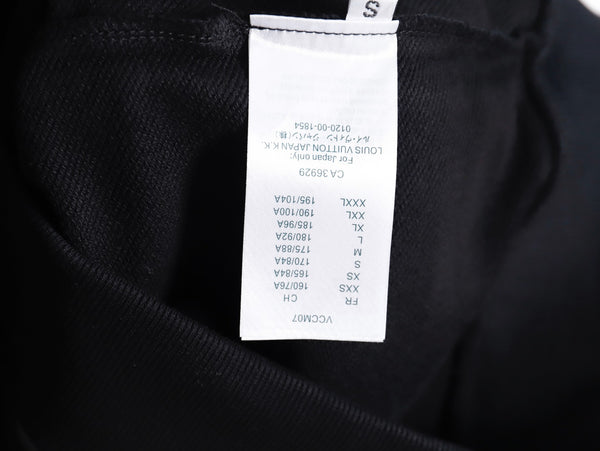 VCCM07
FR CH
XXS 160/76A
XS 165/84A
S 170/84A
M 175/88A
L 180/92A
XL 185/96A
XXL 190/100A
XXXL 195/104A
CA 36929
For Japan only:
LOUIS VUITTON JAPAN K.K.
ルイ・ヴィトン ジャパン(株)
0120-00-1854
S